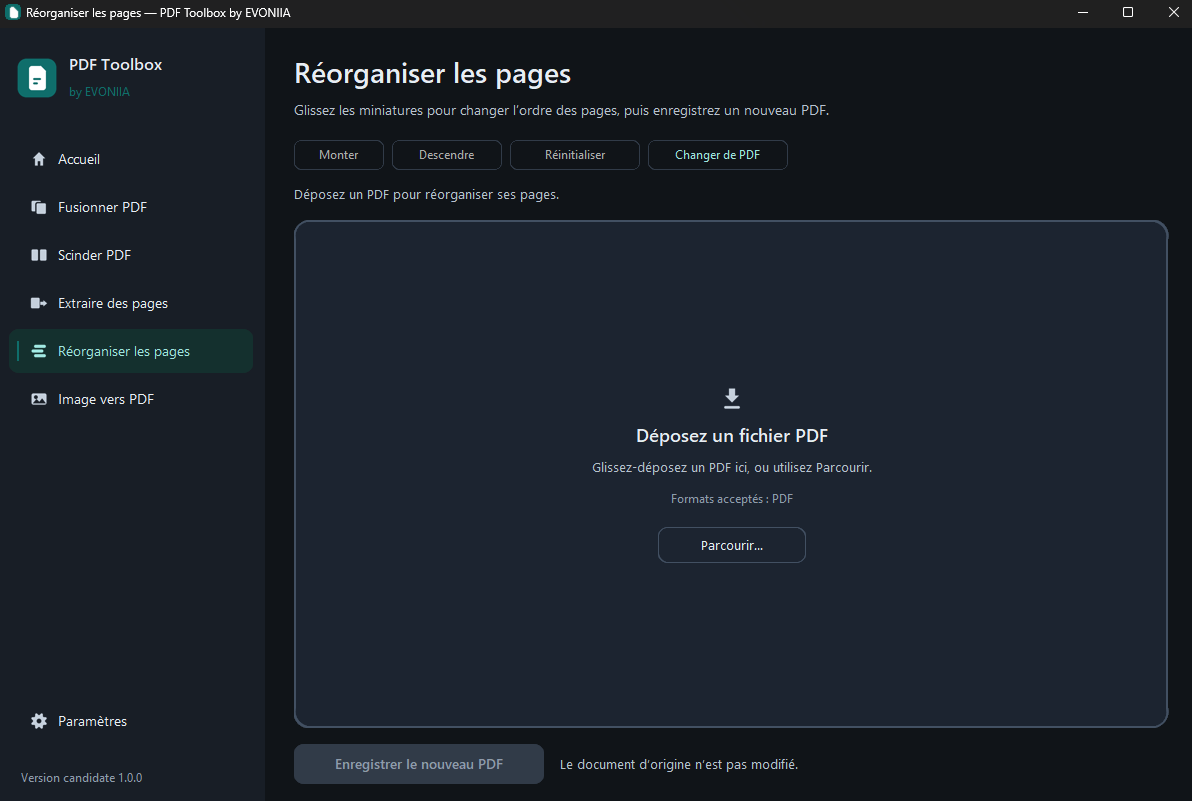 Réorganiser les pages — PDF Toolbox by EVONIIA
PDF Toolbox
by EVONIIA
Accueil
Fusionner PDF
Scinder PDF
Extraire des pages
Réorganiser les pages
Image vers PDF
Paramètres
Version candidate 1.0.0
Réorganiser les pages
Glissez les miniatures pour changer l'ordre des pages, puis enregistrez un nouveau PDF.
Monter
Descendre
Réinitialiser
Changer de PDF
Déposez un PDF pour réorganiser ses pages.
Déposez un fichier PDF
Glissez-déposez un PDF ici, ou utilisez Parcourir.
Formats acceptés : PDF
Parcourir...
Enregistrer le nouveau PDF
Le document d'origine n'est pas modifié.